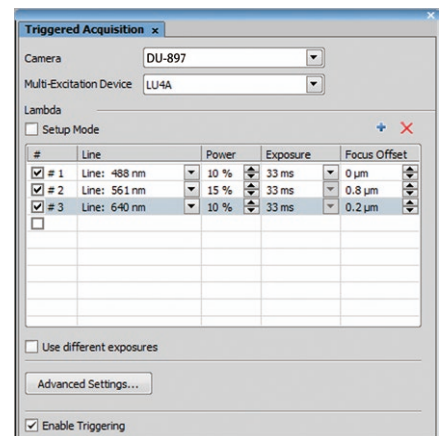 Triggered Acquisition x
Camera DU-897
Multi-Excitation Device LU4A
Lambda
Setup Mode
# Line Power Exposure Focus Offset
# 1 Line: 488 nm 10 % 33 ms 0 µm
# 2 Line: 561 nm 15 % 33 ms 0.8 µm
# 3 Line: 640 nm 10 % 33 ms 0.2 µm
Use different exposures
Advanced Settings...
Enable Triggering